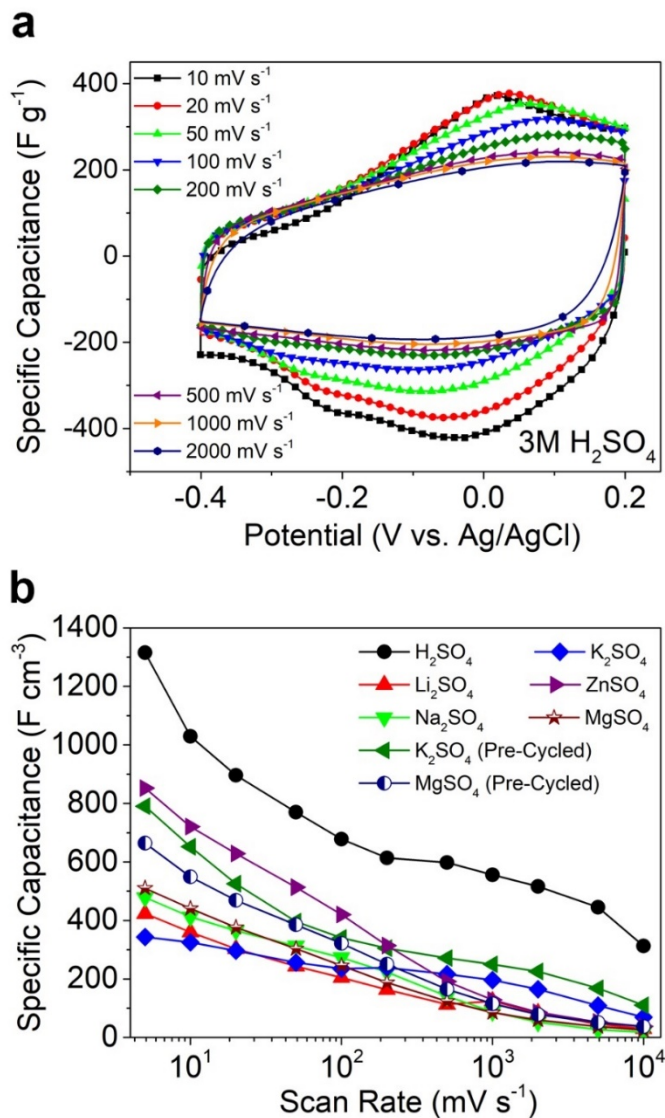 a
Specific Capacitance (F g⁻¹)
400
200
0
-200
-400
10 mV s⁻¹
20 mV s⁻¹
50 mV s⁻¹
100 mV s⁻¹
200 mV s⁻¹
500 mV s⁻¹
1000 mV s⁻¹
2000 mV s⁻¹
3M H₂SO₄
-0.4 -0.2 0.0 0.2
Potential (V vs. Ag/AgCl)
b
Specific Capacitance (F cm⁻³)
1400
1200
1000
800
600
400
200
0
H₂SO₄ K₂SO₄
Li₂SO₄ ZnSO₄
Na₂SO₄ MgSO₄
K₂SO₄ (Pre-Cycled)
MgSO₄ (Pre-Cycled)
10¹ 10² 10³ 10⁴
Scan Rate (mV s⁻¹)